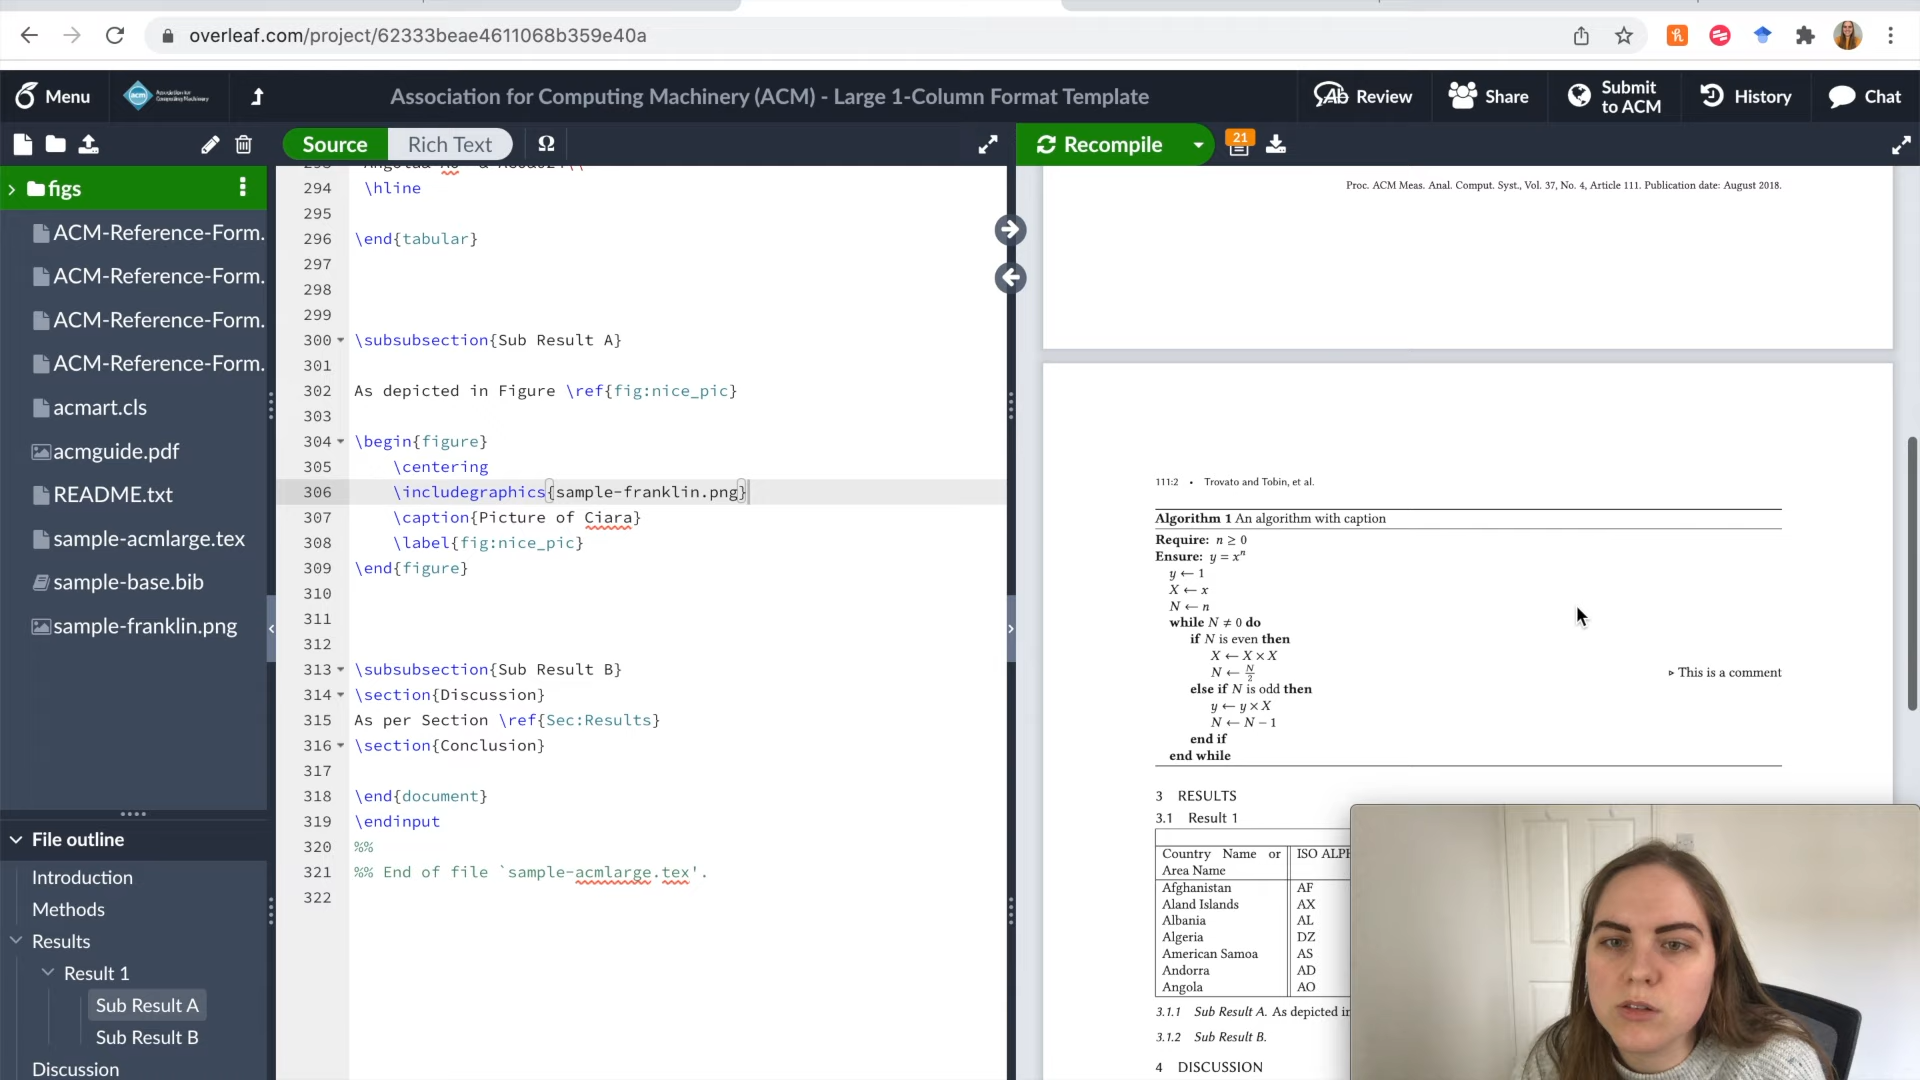 overleaf.com/project/62333beae4611068b359e40a
Menu
Association for Computing Machinery (ACM) - Large 1-Column Format Template
Review
Share
Submit to ACM
History
Chat
Source
Rich Text
Ω
Recompile
21
figs
ACM-Reference-Form.
ACM-Reference-Form.
ACM-Reference-Form.
ACM-Reference-Form.
acmart.cls
acmguide.pdf
README.txt
sample-acmlarge.tex
sample-base.bib
sample-franklin.png
File outline
Introduction
Methods
Results
Result 1
Sub Result A
Sub Result B
Discussion
294 \hline
295
296 \end{tabular}
297
298
299
300 \subsubsection{Sub Result A}
301
302 As depicted in Figure \ref{fig:nice_pic}
303
304 \begin{figure}
305 \centering
306 \includegraphics{sample-franklin.png}
307 \caption{Picture of Ciara}
308 \label{fig:nice_pic}
309 \end{figure}
310
311
312
313 \subsubsection{Sub Result B}
314 \section{Discussion}
315 As per Section \ref{Sec:Results}
316 \section{Conclusion}
317
318 \end{document}
319 \endinput
320 %%
321 %% End of file `sample-acmlarge.tex'.
322
Proc. ACM Meas. Anal. Comput. Syst., Vol. 37, No. 4, Article 111. Publication date: August 2018.
111:2 • Trovato and Tobin, et al.
Algorithm 1 An algorithm with caption
Require: n ≥ 0
Ensure: y = xⁿ
y ← 1
X ← x
N ← n
while N ≠ 0 do
if N is even then
X ← X × X
N ← N/2 ▹ This is a comment
else if N is odd then
y ← y × X
N ← N − 1
end if
end while
3 RESULTS
3.1 Result 1
Country Name or Area Name
ISO ALP
Afghanistan AF
Aland Islands AX
Albania AL
Algeria DZ
American Samoa AS
Andorra AD
Angola AO
3.1.1 Sub Result A. As depicted in
3.1.2 Sub Result B.
4 DISCUSSION